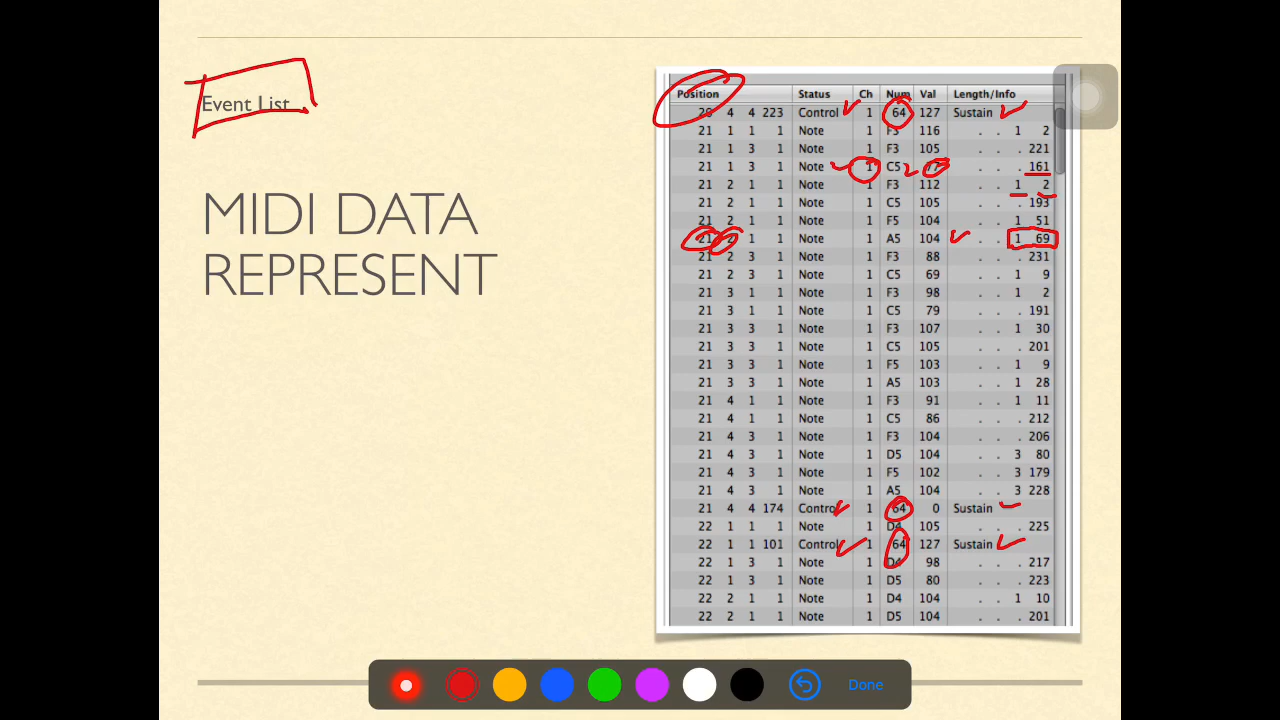 Event List
MIDI DATA
REPRESENT
Position Status Ch Num Val Length/Info
20 4 4 223 Control 1 64 127 Sustain
21 1 1 1 Note 1 F5 116 . . 1 2
21 1 3 1 Note 1 F3 105 . . . 221
21 1 3 1 Note 1 C5 77 . . . 161
21 2 1 1 Note 1 F3 112 . . 1 2
21 2 1 1 Note 1 C5 105 . . . 193
21 2 1 1 Note 1 F5 104 . . 1 51
21 2 1 1 Note 1 A5 104 . . 1 69
21 2 3 1 Note 1 F3 88 . . . 231
21 2 3 1 Note 1 C5 69 . . 1 9
21 3 1 1 Note 1 F3 98 . . 1 2
21 3 1 1 Note 1 C5 79 . . . 191
21 3 3 1 Note 1 F3 107 . . 1 30
21 3 3 1 Note 1 C5 105 . . . 201
21 3 3 1 Note 1 F5 103 . . 1 9
21 3 3 1 Note 1 A5 103 . . 1 28
21 4 1 1 Note 1 F3 91 . . 1 11
21 4 1 1 Note 1 C5 86 . . . 212
21 4 3 1 Note 1 F3 104 . . . 206
21 4 3 1 Note 1 D5 104 . . 3 80
21 4 3 1 Note 1 F5 102 . . 3 179
21 4 3 1 Note 1 A5 104 . . 3 228
21 4 4 174 Control 1 64 0 Sustain
22 1 1 1 Note 1 D4 105 . . . 225
22 1 1 101 Control 1 64 127 Sustain
22 1 3 1 Note 1 D4 98 . . . 217
22 1 3 1 Note 1 D5 80 . . . 223
22 2 1 1 Note 1 D4 104 . . 1 10
22 2 1 1 Note 1 D5 104 . . . 201
Done